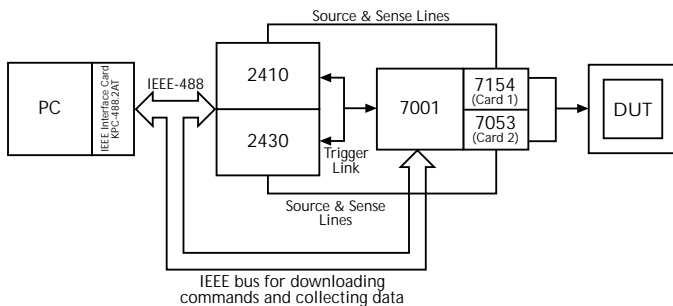 Source & Sense Lines
PC
IEEE Interface Card
KPC-488.2AT
IEEE-488
2410
2430
Trigger
Link
7001
7154
(Card 1)
7053
(Card 2)
DUT
Source & Sense
Lines
IEEE bus for downloading
commands and collecting data